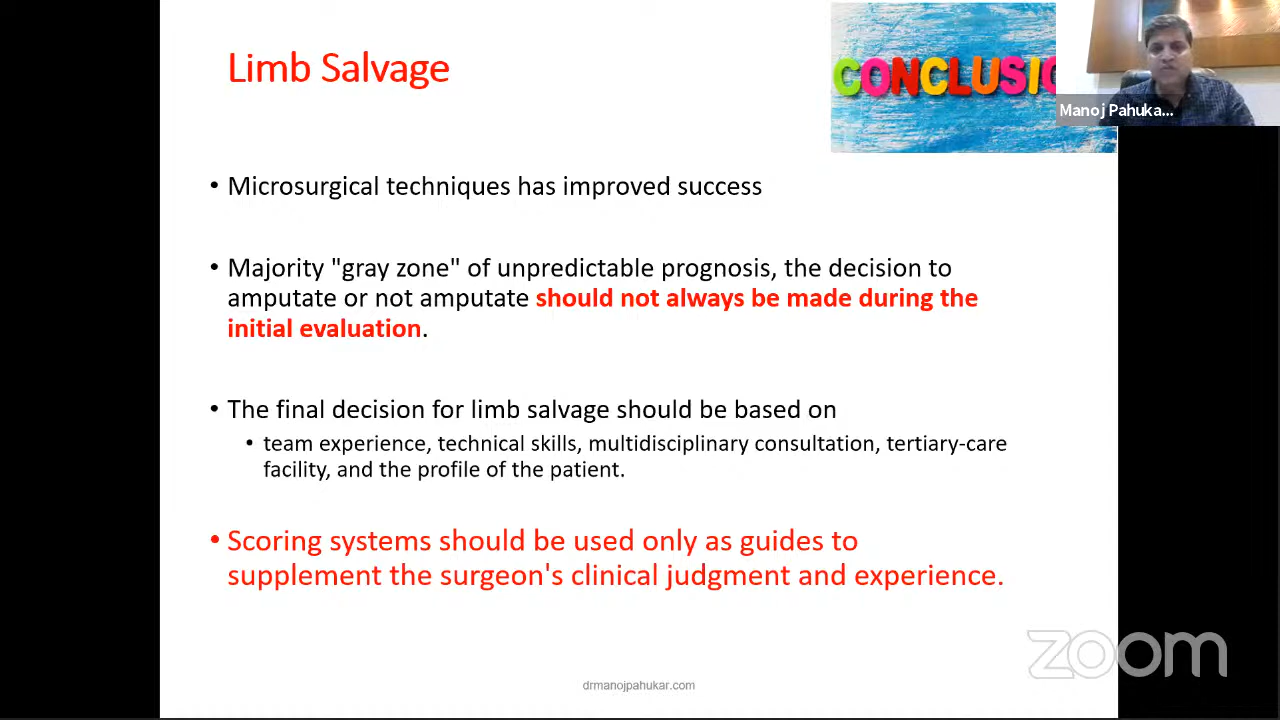 Limb Salvage
CONCLUSIO
Manoj Pahuka...
• Microsurgical techniques has improved success
• Majority "gray zone" of unpredictable prognosis, the decision to
amputate or not amputate should not always be made during the
initial evaluation.
• The final decision for limb salvage should be based on
• team experience, technical skills, multidisciplinary consultation, tertiary-care
facility, and the profile of the patient.
• Scoring systems should be used only as guides to
supplement the surgeon's clinical judgment and experience.
zoom
drmanojpahukar.com